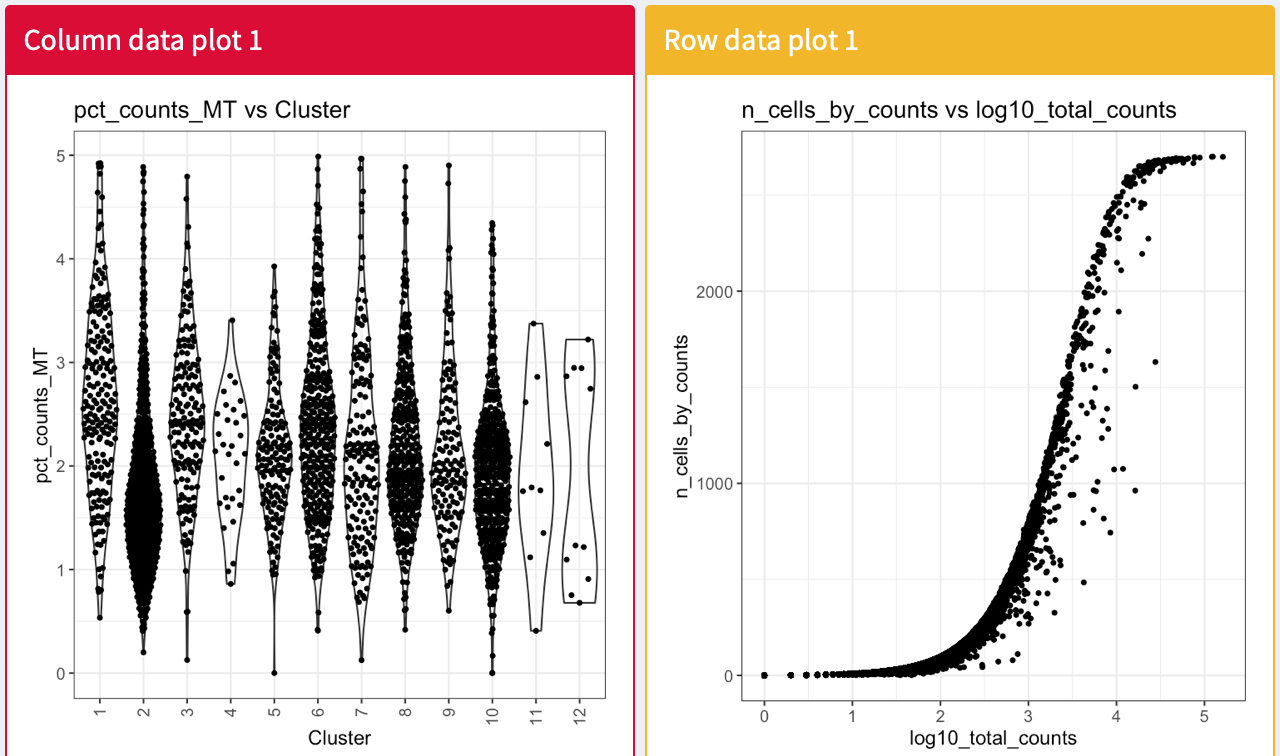 Column data plot 1
pct_counts_MT vs Cluster
5
4
3
2
1
0
pct_counts_MT
1 2 3 4 5 6 7 8 9 10 11 12
Cluster
Row data plot 1
n_cells_by_counts vs log10_total_counts
2000
1000
0
n_cells_by_counts
0 1 2 3 4 5
log10_total_counts